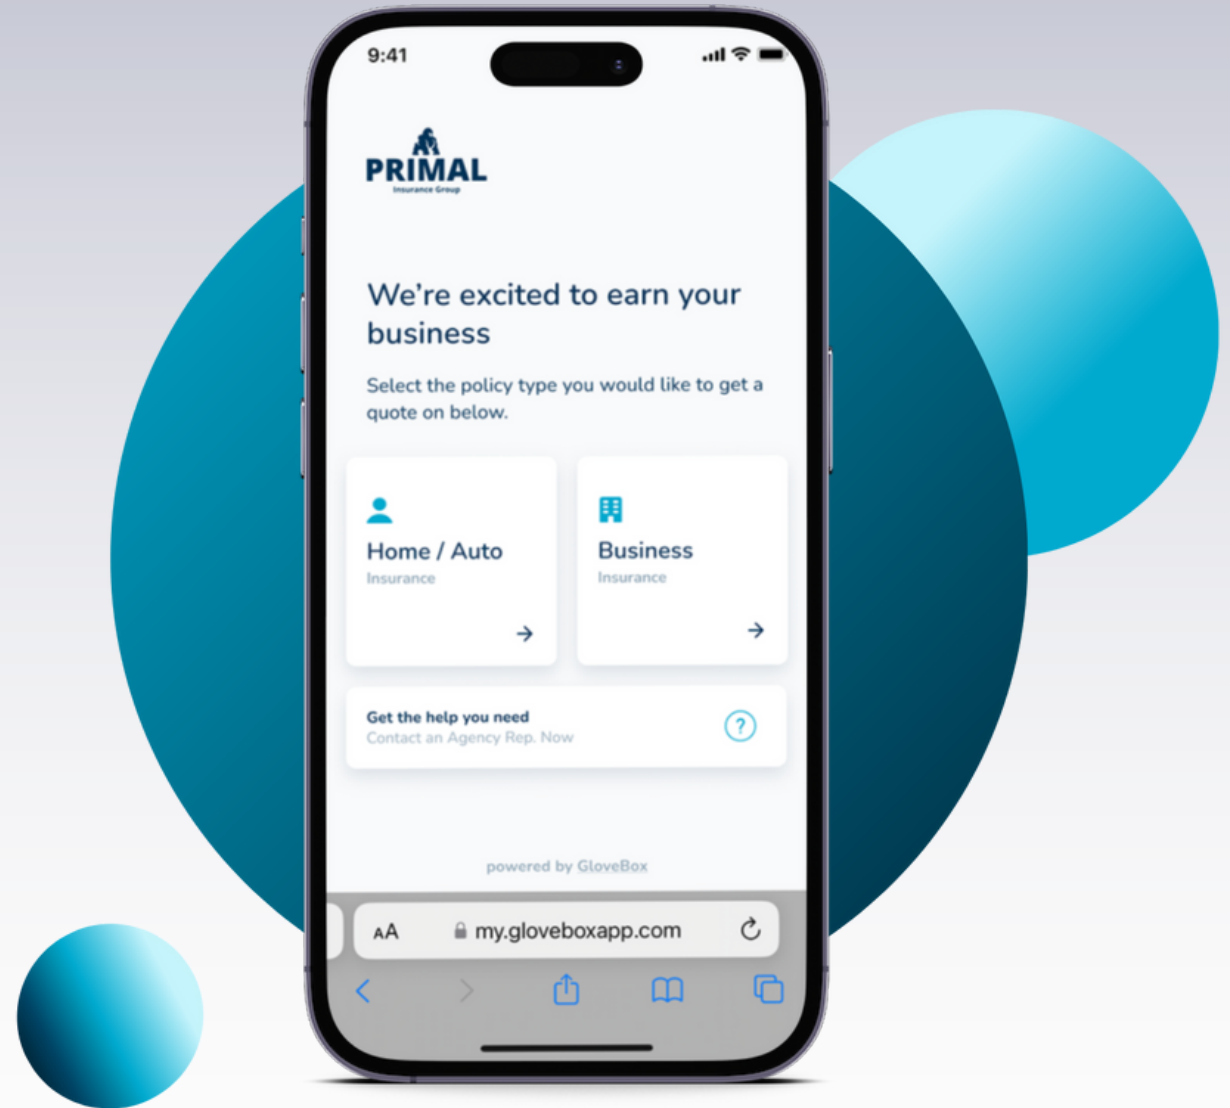 9:41
PRIMAL
Insurance Group
We're excited to earn your
business
Select the policy type you would like to get a
quote on below.
Home / Auto
Insurance
Business
Insurance
Get the help you need
Contact an Agency Rep. Now
?
powered by GloveBox
AA
my.gloveboxapp.com